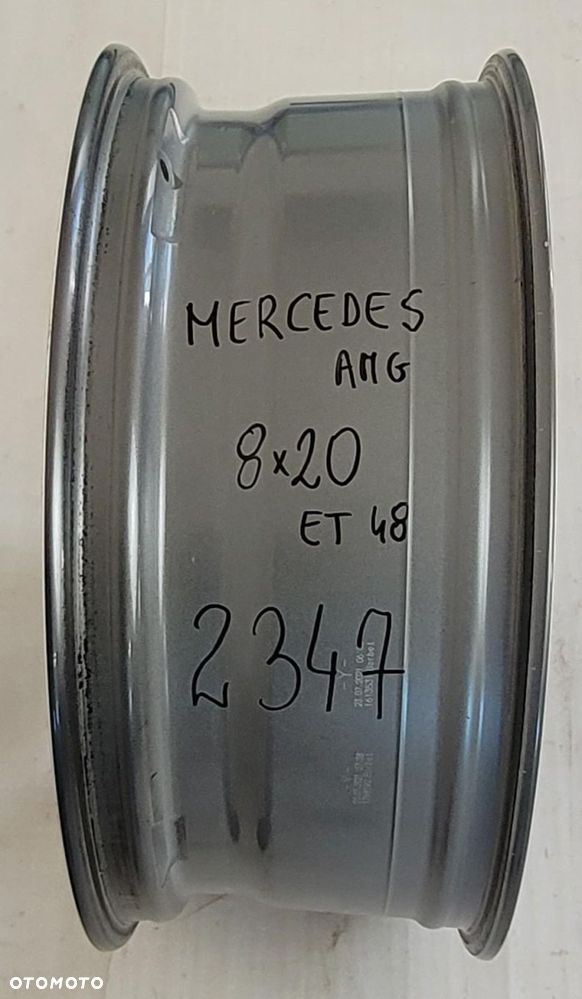 MERCEDES
AMG
8x20
ET 48
2347
-Y-
OTOMOTO